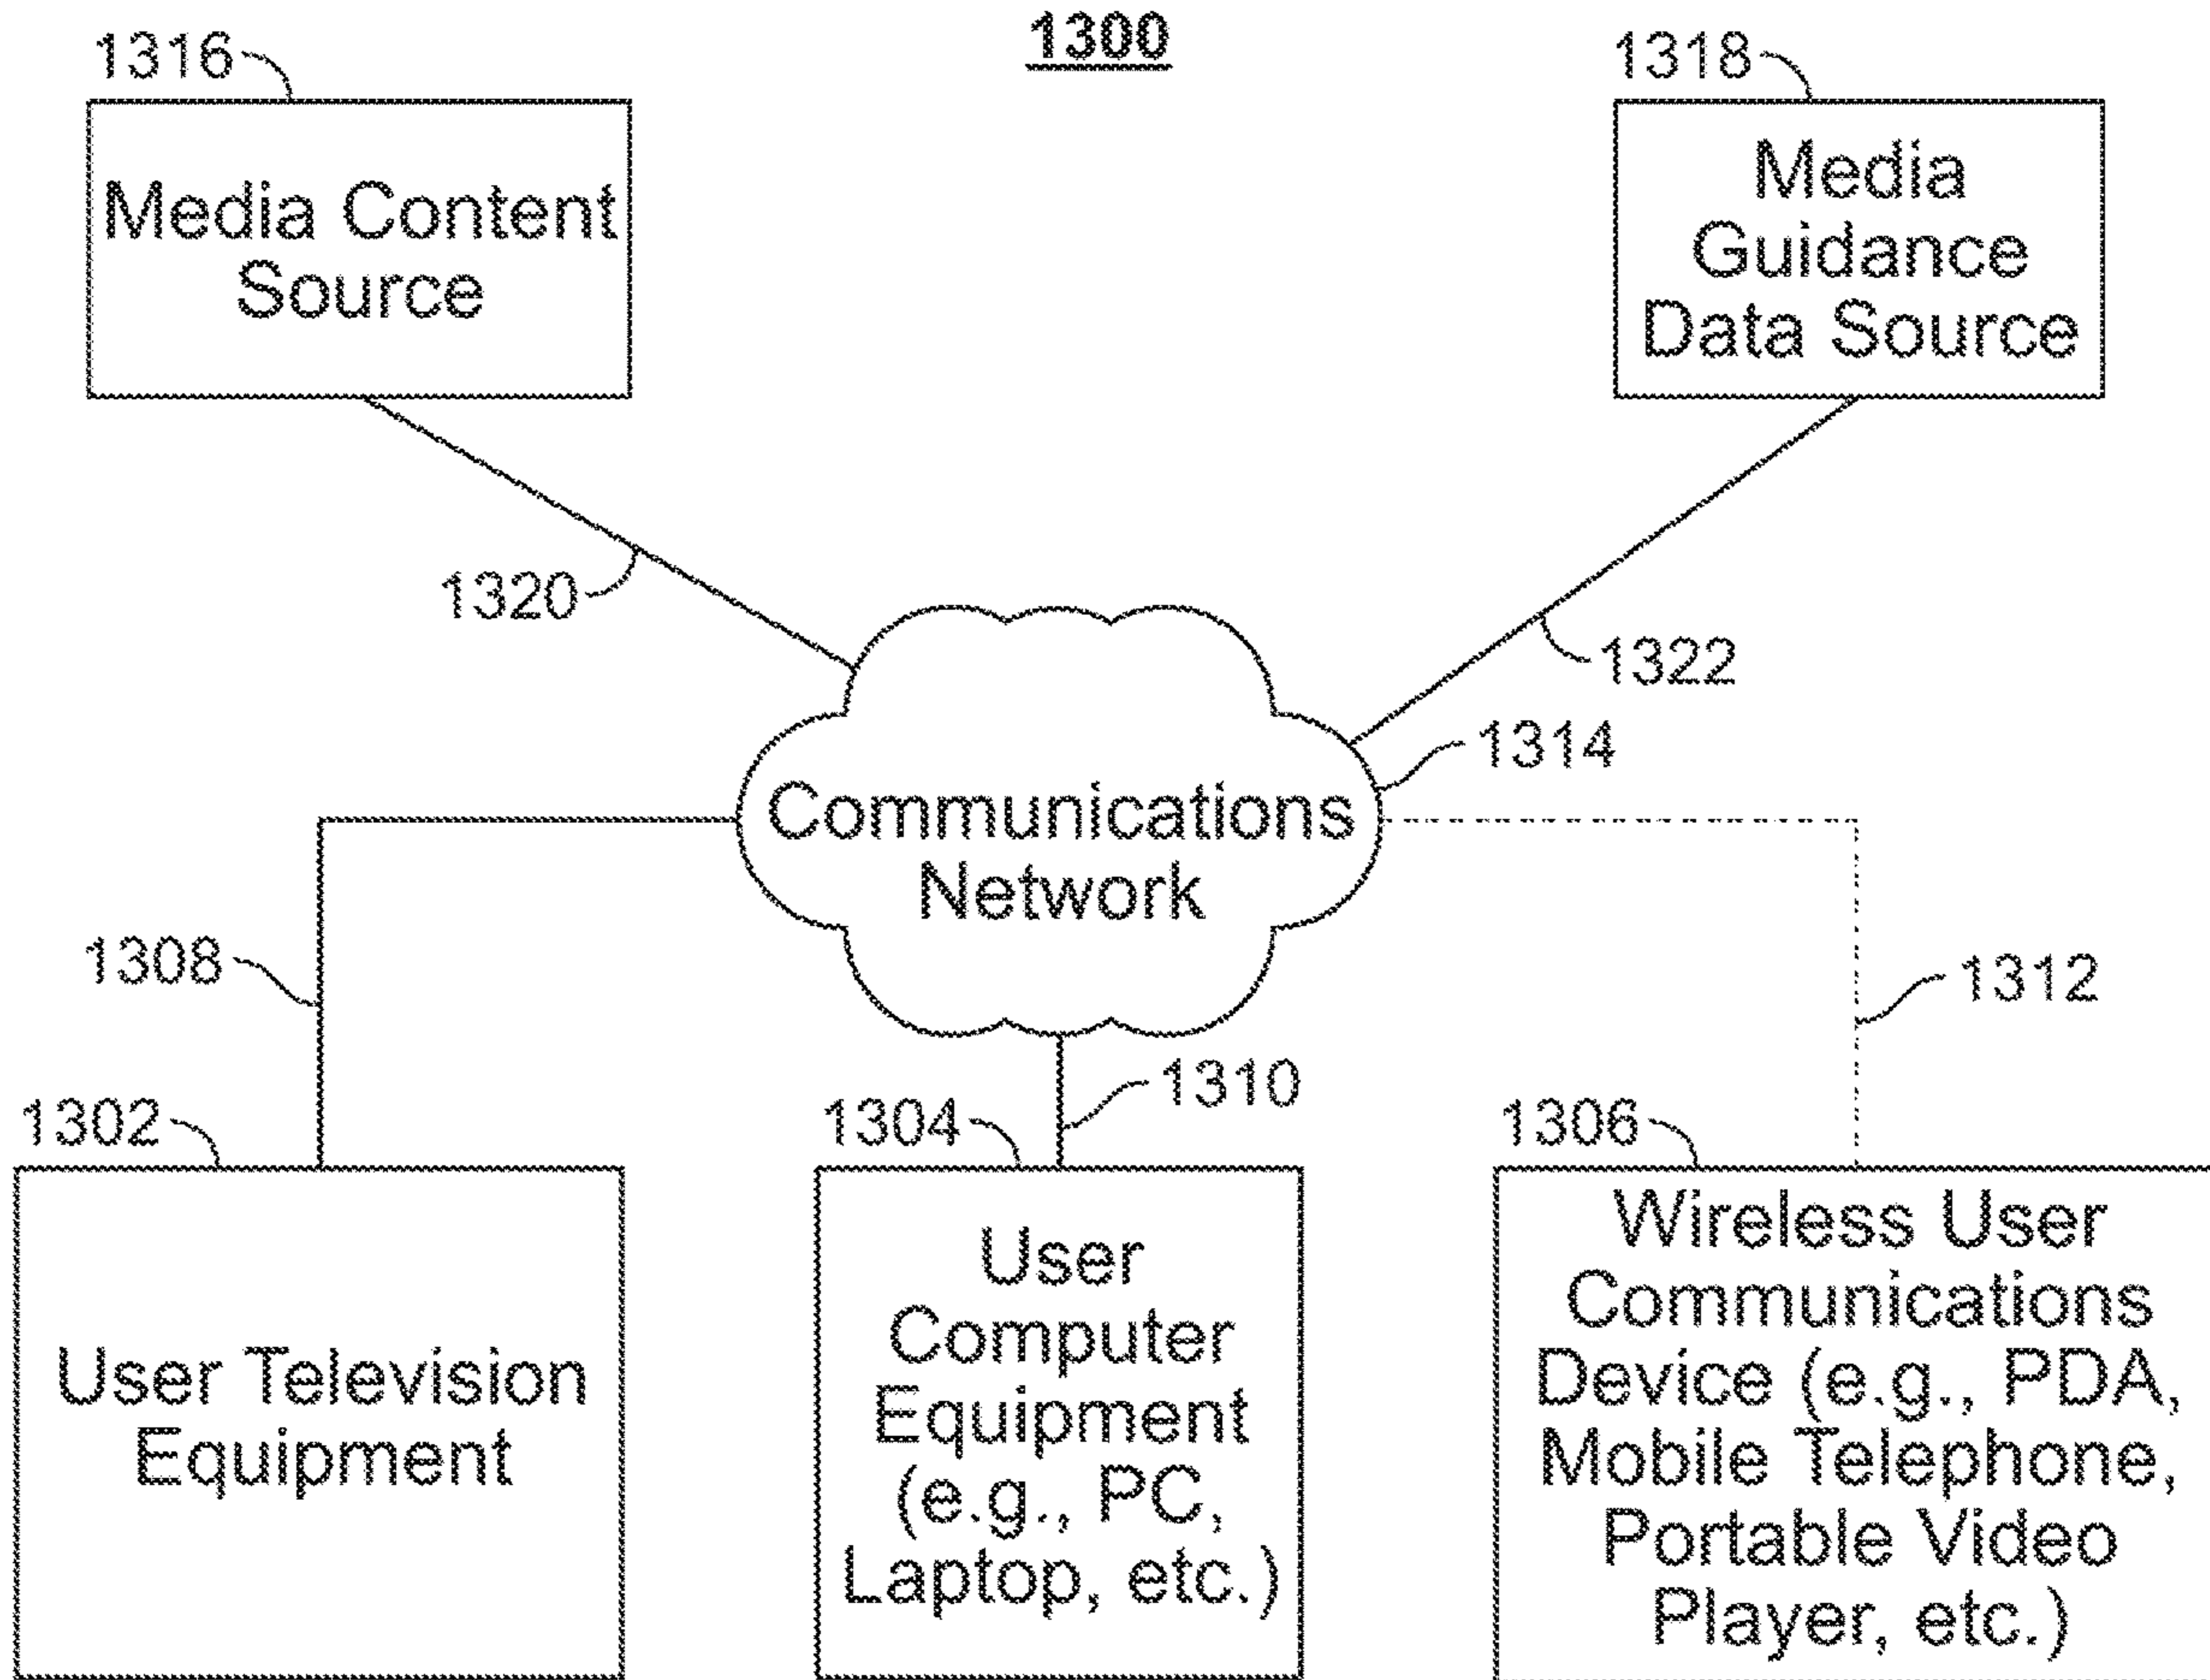 1300
1316
1318
Media Content
Source
Media
Guidance
Data Source
1320
1322
1314
Communications
Network
1308
1312
1310
1302
1304
1306
User Television
Equipment
User
Computer
Equipment
(e.g., PC,
Laptop, etc.)
Wireless User
Communications
Device (e.g., PDA,
Mobile Telephone,
Portable Video
Player, etc.)